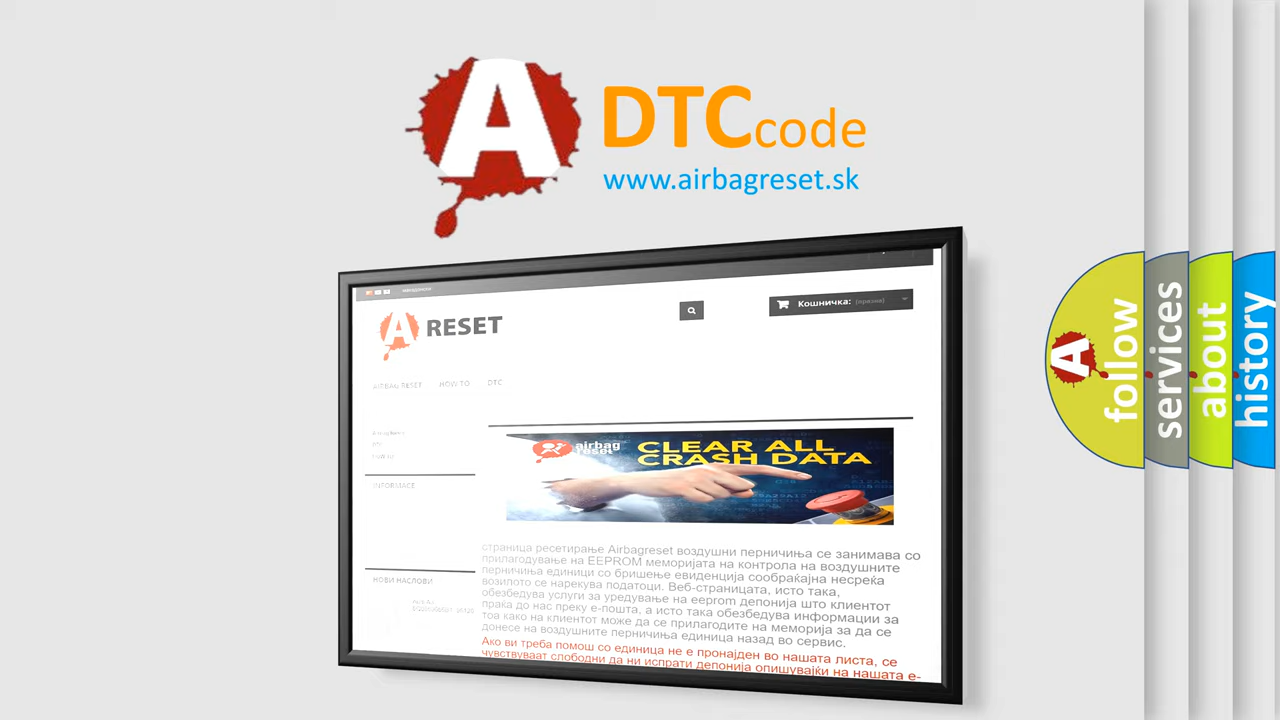 A
DTCcode
www.airbagreset.sk
Кошничка: (празни)
A RESET
AIRBAG RESET HOW TO DTC
INFORMACE
airbag
reset
CLEAR ALL
CRASH DATA
страница ресетирање Airbagreset воздушни перничиња се занимава со
прилагодување на EEPROM меморијата на контрола на воздушните
перничиња единици со бришење евиденција сообраќајна несреќа
возилото се нарекува податоци. Веб-страницата, исто така,
обезбедува услуги за уредување на eeprom депонија што клиентот
праќа до нас преку е-пошта, а исто така обезбедува информации за
тоа како на клиентот може да се прилагодите на меморија за да се
донесе на воздушните перничиња единица назад во сервис.
Ако ви треба помош со единица не е пронајден во нашата листа, се
чувствуваат слободни да ни испрати депонија опишувајќи на нашата е-
НОВИ НАСЛОВИ
A
follow
services
about
history